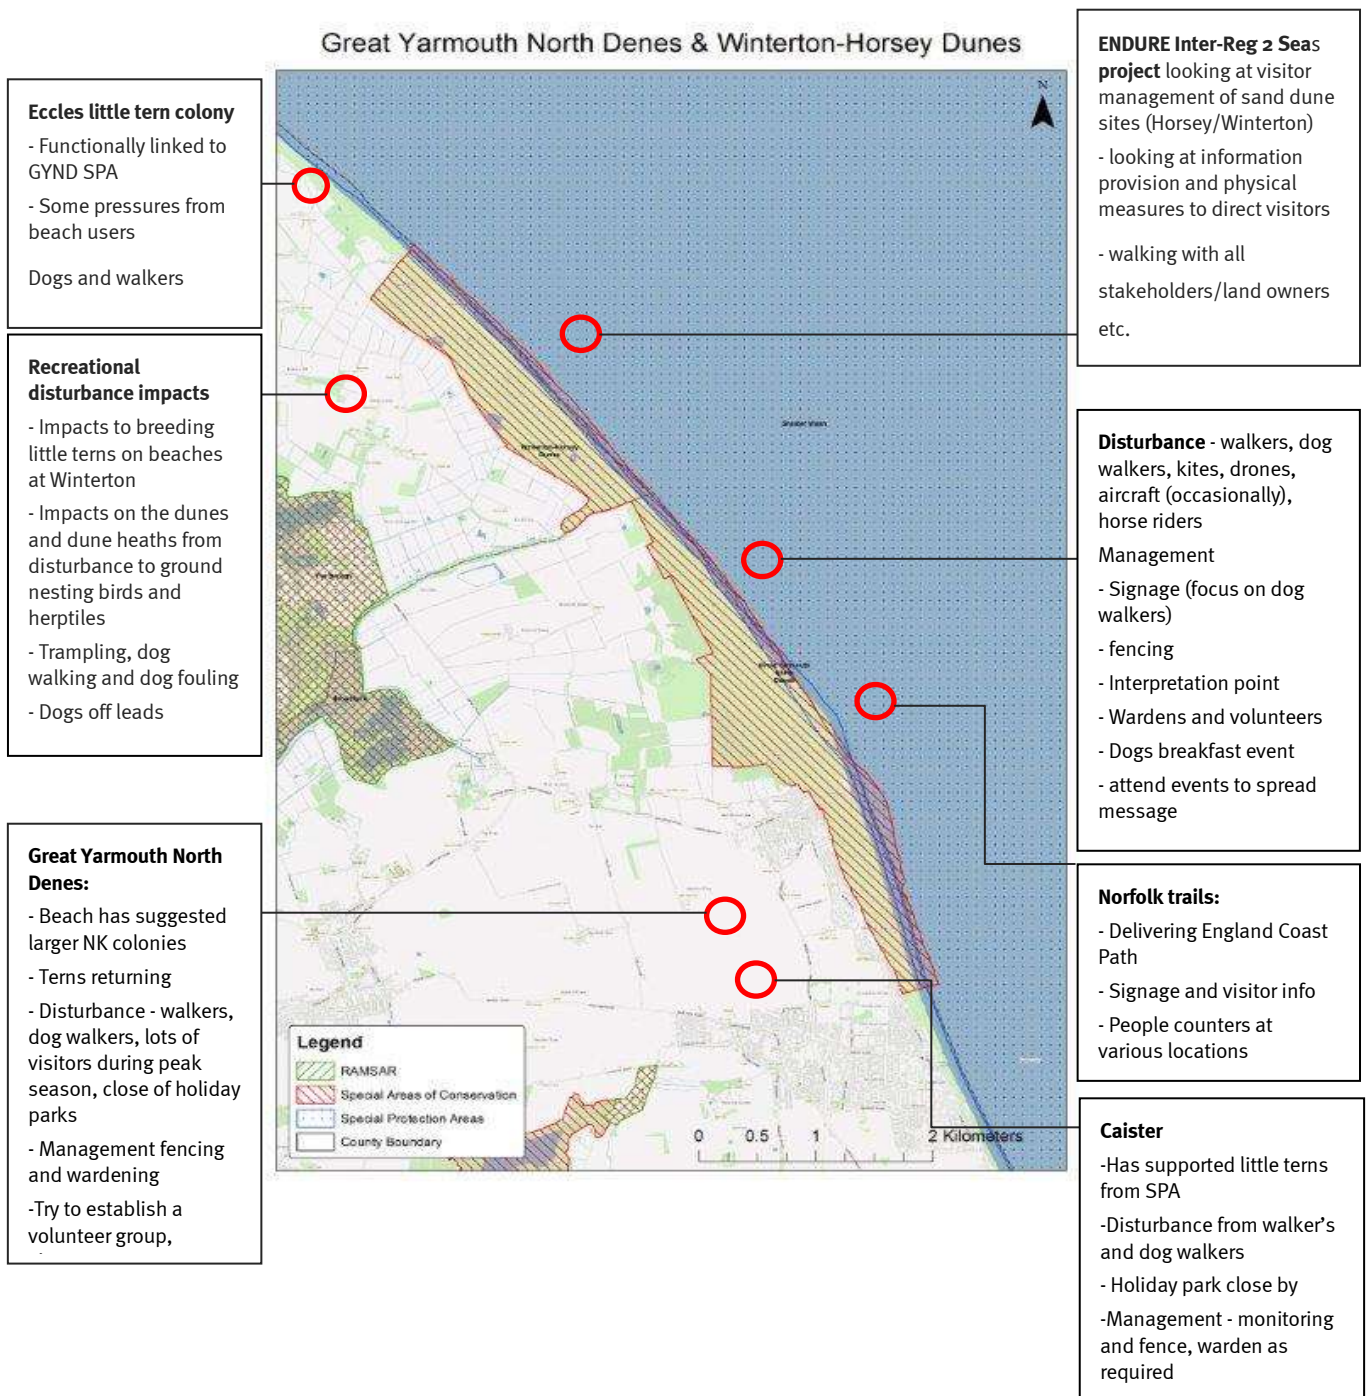 Great Yarmouth North Denes & Winterton-Horsey Dunes
Eccles little tern colony
- Functionally linked to
GYND SPA
- Some pressures from
beach users
Dogs and walkers
Recreational
disturbance impacts
- Impacts to breeding
little terns on beaches
at Winterton
- Impacts on the dunes
and dune heaths from
disturbance to ground
nesting birds and
herptiles
- Trampling, dog
walking and dog fouling
- Dogs off leads
Great Yarmouth North
Denes:
- Beach has suggested
larger NK colonies
- Terns returning
- Disturbance - walkers,
dog walkers, lots of
visitors during peak
season, close of holiday
parks
- Management fencing
and wardening
-Try to establish a
volunteer group,
N
Greater Wash
Winterton-Horsey
Dunes
Great Yarmouth
North
Denes
Legend
RAMSAR
Special Areas of Conservation
Special Protection Areas
County Boundary
0 0.5 1 2 Kilometers
ENDURE Inter-Reg 2 Seas
project looking at visitor
management of sand dune
sites (Horsey/Winterton)
- looking at information
provision and physical
measures to direct visitors
- walking with all
stakeholders/land owners
etc.
Disturbance - walkers, dog
walkers, kites, drones,
aircraft (occasionally),
horse riders
Management
- Signage (focus on dog
walkers)
- fencing
- Interpretation point
- Wardens and volunteers
- Dogs breakfast event
- attend events to spread
message
Norfolk trails:
- Delivering England Coast
Path
- Signage and visitor info
- People counters at
various locations
Caister
-Has supported little terns
from SPA
-Disturbance from walker's
and dog walkers
- Holiday park close by
-Management - monitoring
and fence, warden as
required